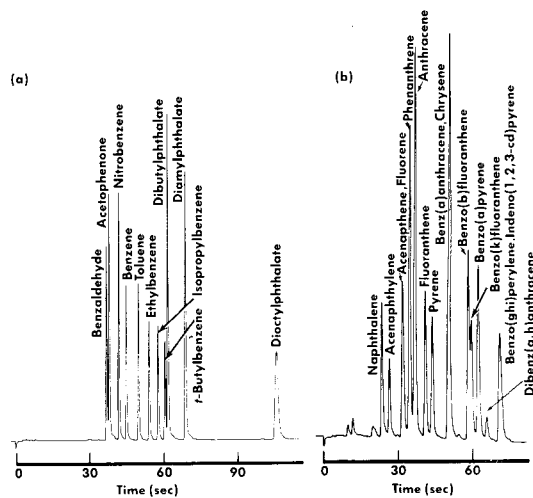 (a)
Benzaldehyde
Acetophenone
Nitrobenzene
Benzene
Toluene
Ethylbenzene
Isopropylbenzene
Dibutylphthalate
t-Butylbenzene
Diamylphthalate
Dioctylphthalate
0
30
60
90
Time (sec)
(b)
Naphthalene
Acenaphthylene
Acenapthene, Fluorene
Phenanthrene
Anthracene
Fluoranthene
Pyrene
Benz(a)anthracene, Chrysene
Benzo(b)fluoranthene
Benzo(a)pyrene
Benzo(k)fluoranthene
Benzo(ghi)perylene. Indeno(1,2,3-cd)pyrene
Dibenz(a,h)anthracene
0
30
60
Time (sec)